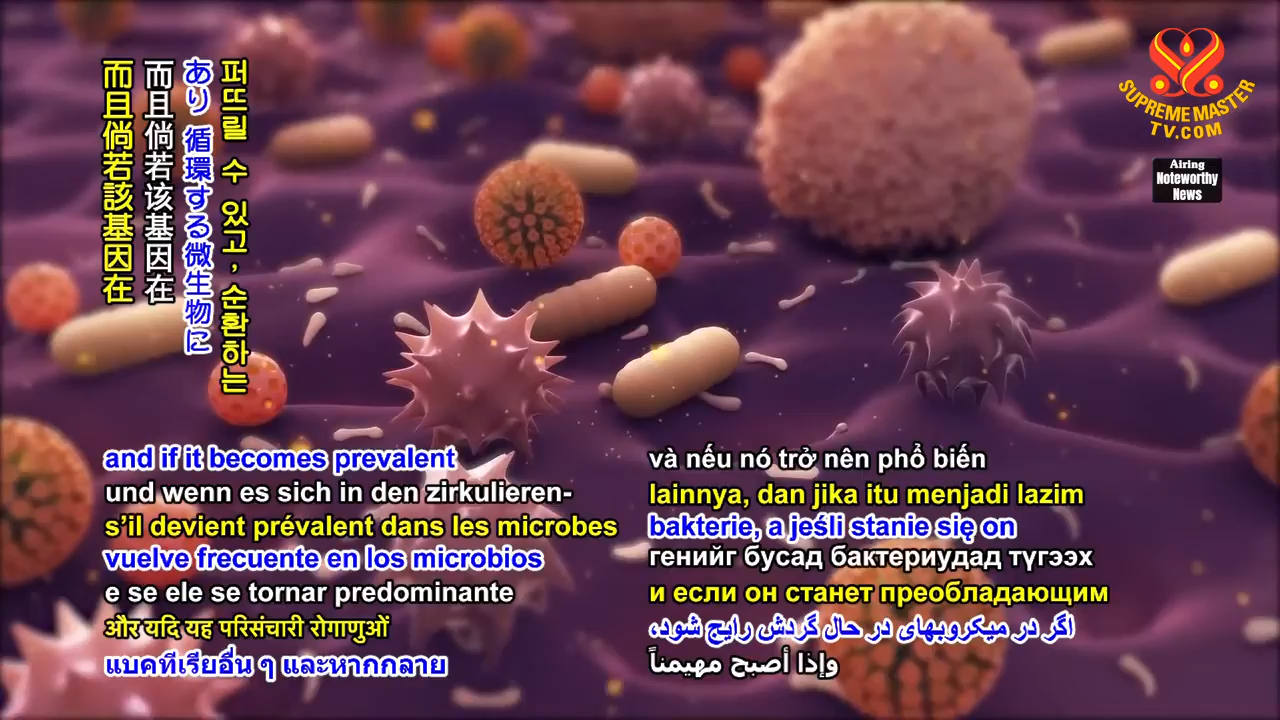 而且倘若該基因在
而且倘若该基因在
あり 循環する微生物に
퍼뜨릴 수 있고, 순환하는
SUPREME MASTER
TV.COM
Airing
Noteworthy
News
and if it becomes prevalent
und wenn es sich in den zirkulieren-
s’il devient prévalent dans les microbes
vuelve frecuente en los microbios
e se ele se tornar predominante
और यदि यह परिसंचारी रोगाणुओं
แบคทีเรียอื่น ๆ และหากกลาย
và nếu nó trở nên phổ biến
lainnya, dan jika itu menjadi lazim
bakterie, a jeśli stanie się on
генийг бусад бактериудад түгээх
и если он станет преобладающим
اگر در میکروبهای در حال گردش رایج شود،
وإذا أصبح مهيمناً